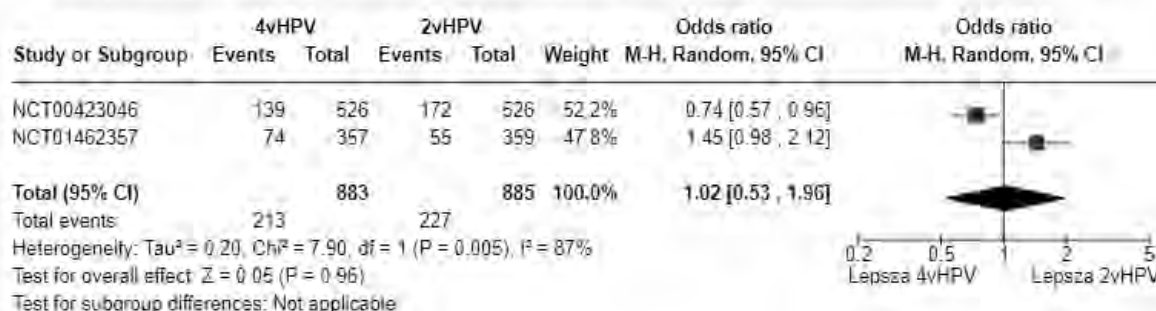 4vHPV 2vHPV Odds ratio Odds ratio
Study or Subgroup Events Total Events Total Weight M-H, Random, 95% CI M-H, Random, 95% CI
NCT00423046 139 526 172 526 52,2% 0.74 [0.57 , 0.96]
NCT01462357 74 357 55 359 47,8% 1.45 [0.98 , 2.12]
Total (95% CI) 883 885 100.0% 1.02 [0.53 , 1.96]
Total events 213 227
Heterogeneity: Tau² = 0.20, Chi² = 7.90, df = 1 (P = 0.005), I² = 87%
0.2 0.5 1 2 5
Test for overall effect: Z = 0.05 (P = 0.96)
Lepsza 4vHPV Lepsza 2vHPV
Test for subgroup differences: Not applicable